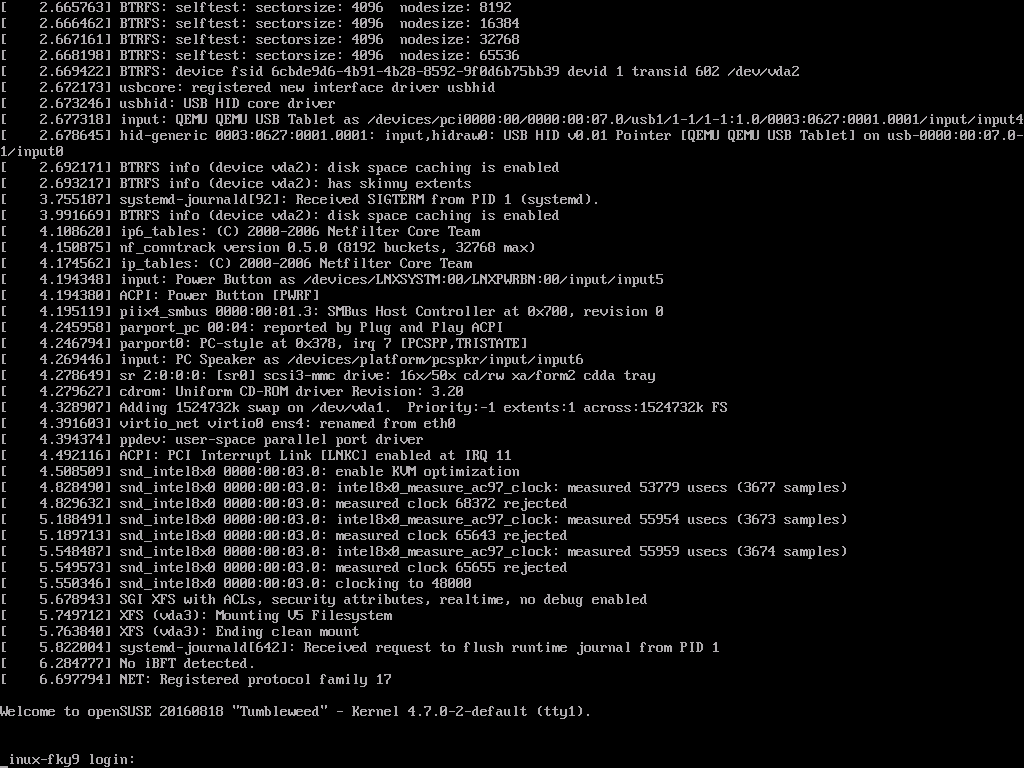 [    2.665763] BTRFS: selftest: sectorsize: 4096  nodesize: 8192
[    2.666462] BTRFS: selftest: sectorsize: 4096  nodesize: 16384
[    2.667161] BTRFS: selftest: sectorsize: 4096  nodesize: 32768
[    2.668198] BTRFS: selftest: sectorsize: 4096  nodesize: 65536
[    2.669422] BTRFS: device fsid 6cbde9d6-4b91-4b28-8592-9f0d6b75bb39 devid 1 transid 602 /dev/vda2
[    2.672173] usbcore: registered new interface driver usbhid
[    2.673246] usbhid: USB HID core driver
[    2.677318] input: QEMU QEMU USB Tablet as /devices/pci0000:00/0000:00:07.0/usb1/1-1/1-1:1.0/0003:0627:0001.0001/input/input4
[    2.678645] hid-generic 0003:0627:0001.0001: input,hidraw0: USB HID v0.01 Pointer [QEMU QEMU USB Tablet] on usb-0000:00:07.0-
1/input0
[    2.692171] BTRFS info (device vda2): disk space caching is enabled
[    2.693217] BTRFS info (device vda2): has skinny extents
[    3.755187] systemd-journald[92]: Received SIGTERM from PID 1 (systemd).
[    3.991669] BTRFS info (device vda2): disk space caching is enabled
[    4.108620] ip6_tables: (C) 2000-2006 Netfilter Core Team
[    4.150875] nf_conntrack version 0.5.0 (8192 buckets, 32768 max)
[    4.174562] ip_tables: (C) 2000-2006 Netfilter Core Team
[    4.194348] input: Power Button as /devices/LNXSYSTM:00/LNXPWRBN:00/input/input5
[    4.194380] ACPI: Power Button [PWRF]
[    4.195119] piix4_smbus 0000:00:01.3: SMBus Host Controller at 0x700, revision 0
[    4.245958] parport_pc 00:04: reported by Plug and Play ACPI
[    4.246794] parport0: PC-style at 0x378, irq 7 [PCSPP,TRISTATE]
[    4.269446] input: PC Speaker as /devices/platform/pcspkr/input/input6
[    4.278649] sr 2:0:0:0: [sr0] scsi3-mmc drive: 16x/50x cd/rw xa/form2 cdda tray
[    4.279627] cdrom: Uniform CD-ROM driver Revision: 3.20
[    4.328907] Adding 1524732k swap on /dev/vda1.  Priority:-1 extents:1 across:1524732k FS
[    4.391603] virtio_net virtio0 ens4: renamed from eth0
[    4.394374] ppdev: user-space parallel port driver
[    4.492116] ACPI: PCI Interrupt Link [LNKC] enabled at IRQ 11
[    4.508509] snd_intel8x0 0000:00:03.0: enable KVM optimization
[    4.828490] snd_intel8x0 0000:00:03.0: intel8x0_measure_ac97_clock: measured 53779 usecs (3677 samples)
[    4.829632] snd_intel8x0 0000:00:03.0: measured clock 68372 rejected
[    5.188491] snd_intel8x0 0000:00:03.0: intel8x0_measure_ac97_clock: measured 55954 usecs (3673 samples)
[    5.189713] snd_intel8x0 0000:00:03.0: measured clock 65643 rejected
[    5.548487] snd_intel8x0 0000:00:03.0: intel8x0_measure_ac97_clock: measured 55959 usecs (3674 samples)
[    5.549573] snd_intel8x0 0000:00:03.0: measured clock 65655 rejected
[    5.550346] snd_intel8x0 0000:00:03.0: clocking to 48000
[    5.678943] SGI XFS with ACLs, security attributes, realtime, no debug enabled
[    5.749712] XFS (vda3): Mounting V5 Filesystem
[    5.763840] XFS (vda3): Ending clean mount
[    5.822004] systemd-journald[642]: Received request to flush runtime journal from PID 1
[    6.284777] No iBFT detected.
[    6.697794] NET: Registered protocol family 17
Welcome to openSUSE 20160818 "Tumbleweed" - Kernel 4.7.0-2-default (tty1).
_inux-fky9 login: